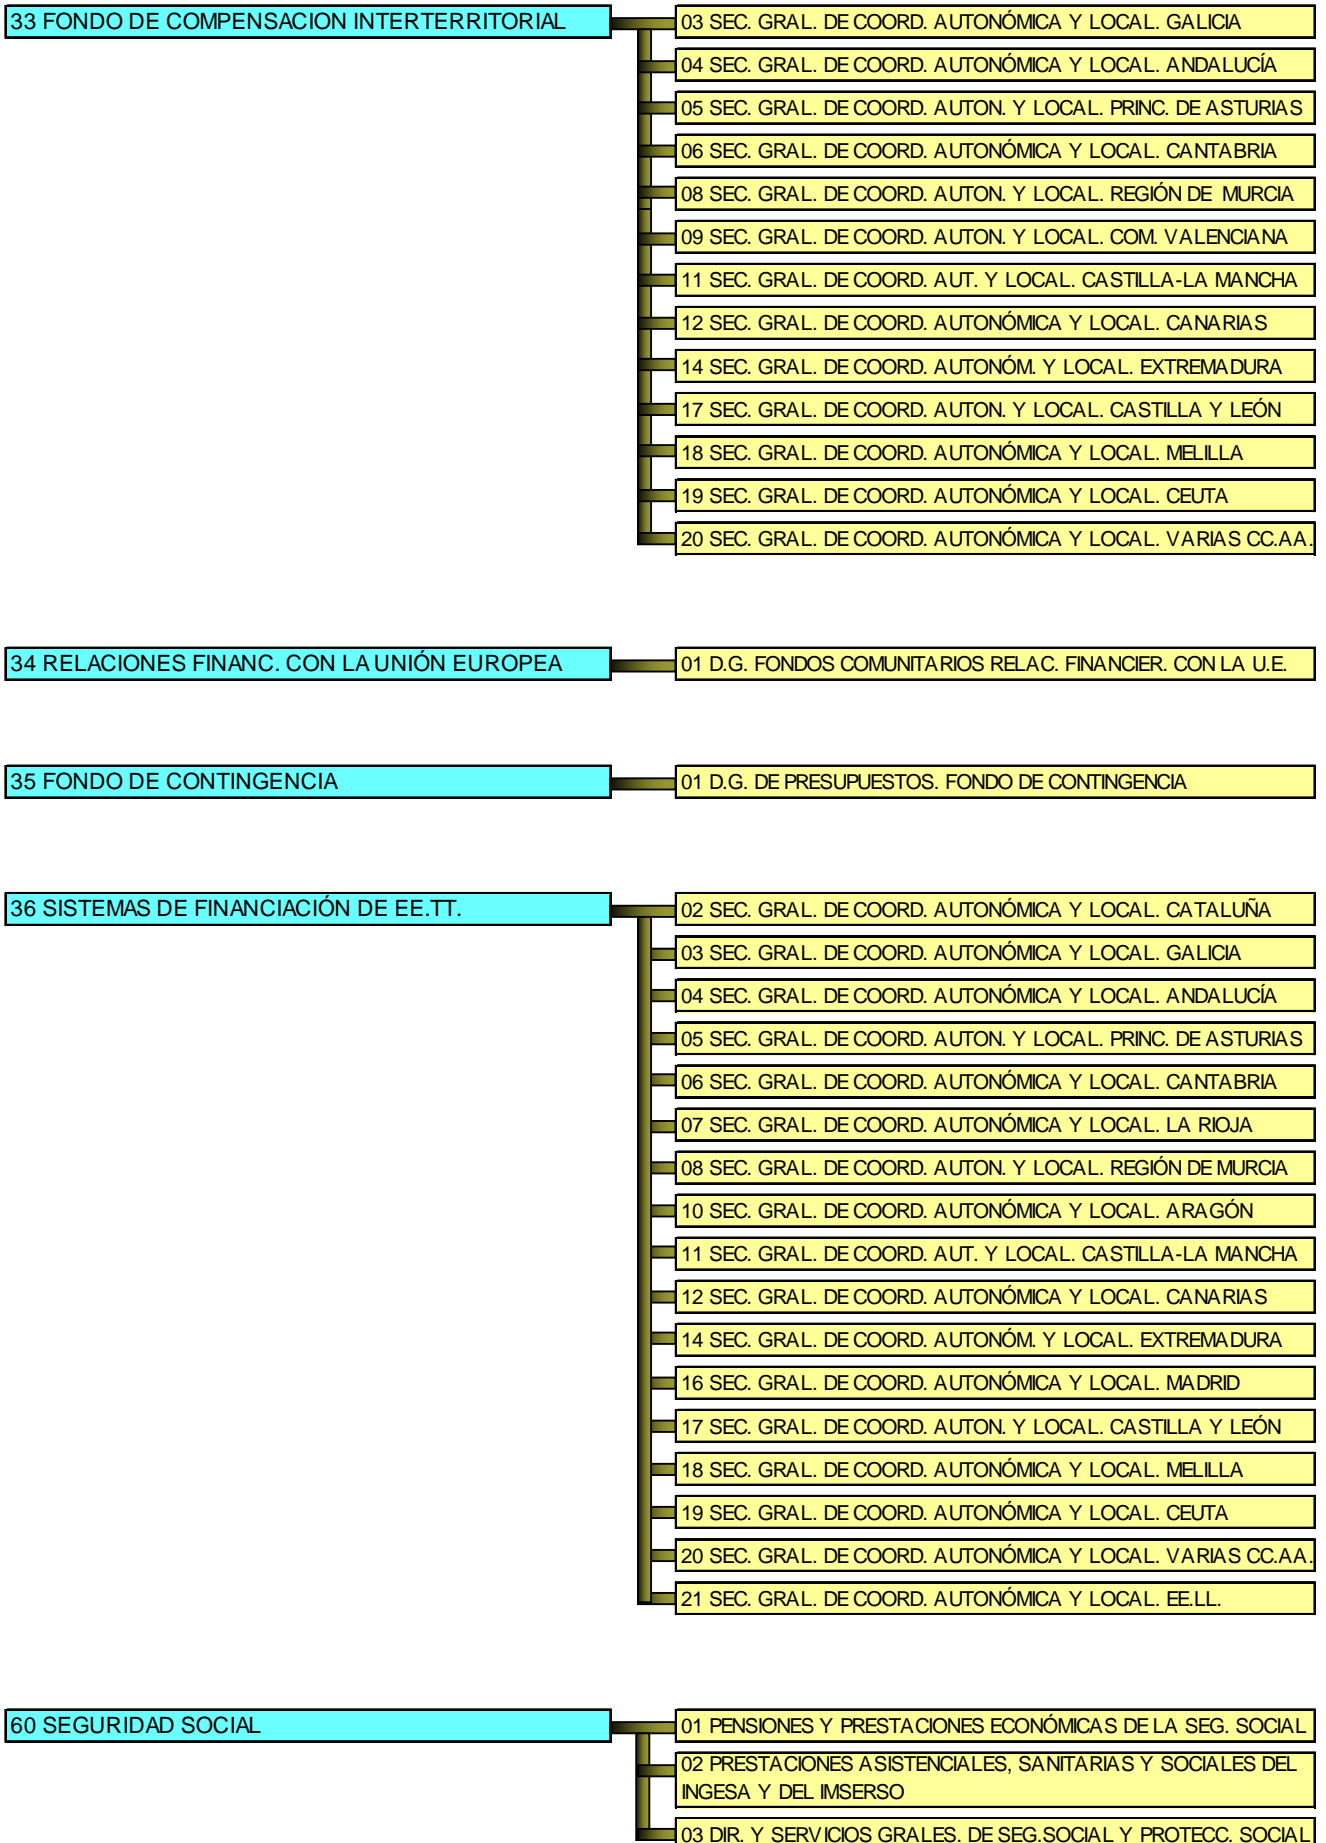 33 FONDO DE COMPENSACION INTERTERRITORIAL
03 SEC. GRAL. DE COORD. AUTONÓMICA Y LOCAL. GALICIA
04 SEC. GRAL. DE COORD. AUTONÓMICA Y LOCAL. ANDALUCÍA
05 SEC. GRAL. DE COORD. AUTON. Y LOCAL. PRINC. DE ASTURIAS
06 SEC. GRAL. DE COORD. AUTONÓMICA Y LOCAL. CANTABRIA
08 SEC. GRAL. DE COORD. AUTON. Y LOCAL. REGIÓN DE MURCIA
09 SEC. GRAL. DE COORD. AUTON. Y LOCAL. COM. VALENCIANA
11 SEC. GRAL. DE COORD. AUT. Y LOCAL. CASTILLA-LA MANCHA
12 SEC. GRAL. DE COORD. AUTONÓMICA Y LOCAL. CANARIAS
14 SEC. GRAL. DE COORD. AUTONÓM. Y LOCAL. EXTREMADURA
17 SEC. GRAL. DE COORD. AUTON. Y LOCAL. CASTILLA Y LEÓN
18 SEC. GRAL. DE COORD. AUTONÓMICA Y LOCAL. MELILLA
19 SEC. GRAL. DE COORD. AUTONÓMICA Y LOCAL. CEUTA
20 SEC. GRAL. DE COORD. AUTONÓMICA Y LOCAL. VARIAS CC.AA.
34 RELACIONES FINANC. CON LA UNIÓN EUROPEA
01 D.G. FONDOS COMUNITARIOS RELAC. FINANCIER. CON LA U.E.
35 FONDO DE CONTINGENCIA
01 D.G. DE PRESUPUESTOS. FONDO DE CONTINGENCIA
36 SISTEMAS DE FINANCIACIÓN DE EE.TT.
02 SEC. GRAL. DE COORD. AUTONÓMICA Y LOCAL. CATALUÑA
03 SEC. GRAL. DE COORD. AUTONÓMICA Y LOCAL. GALICIA
04 SEC. GRAL. DE COORD. AUTONÓMICA Y LOCAL. ANDALUCÍA
05 SEC. GRAL. DE COORD. AUTON. Y LOCAL. PRINC. DE ASTURIAS
06 SEC. GRAL. DE COORD. AUTONÓMICA Y LOCAL. CANTABRIA
07 SEC. GRAL. DE COORD. AUTONÓMICA Y LOCAL. LA RIOJA
08 SEC. GRAL. DE COORD. AUTON. Y LOCAL. REGIÓN DE MURCIA
10 SEC. GRAL. DE COORD. AUTONÓMICA Y LOCAL. ARAGÓN
11 SEC. GRAL. DE COORD. AUT. Y LOCAL. CASTILLA-LA MANCHA
12 SEC. GRAL. DE COORD. AUTONÓMICA Y LOCAL. CANARIAS
14 SEC. GRAL. DE COORD. AUTONÓM. Y LOCAL. EXTREMADURA
16 SEC. GRAL. DE COORD. AUTONÓMICA Y LOCAL. MADRID
17 SEC. GRAL. DE COORD. AUTON. Y LOCAL. CASTILLA Y LEÓN
18 SEC. GRAL. DE COORD. AUTONÓMICA Y LOCAL. MELILLA
19 SEC. GRAL. DE COORD. AUTONÓMICA Y LOCAL. CEUTA
20 SEC. GRAL. DE COORD. AUTONÓMICA Y LOCAL. VARIAS CC.AA.
21 SEC. GRAL. DE COORD. AUTONÓMICA Y LOCAL. EE.LL.
60 SEGURIDAD SOCIAL
01 PENSIONES Y PRESTACIONES ECONÓMICAS DE LA SEG. SOCIAL
02 PRESTACIONES ASISTENCIALES, SANITARIAS Y SOCIALES DEL
INGESA Y DEL IMSERSO
03 DIR. Y SERVICIOS GRALES. DE SEG.SOCIAL Y PROTECC. SOCIAL